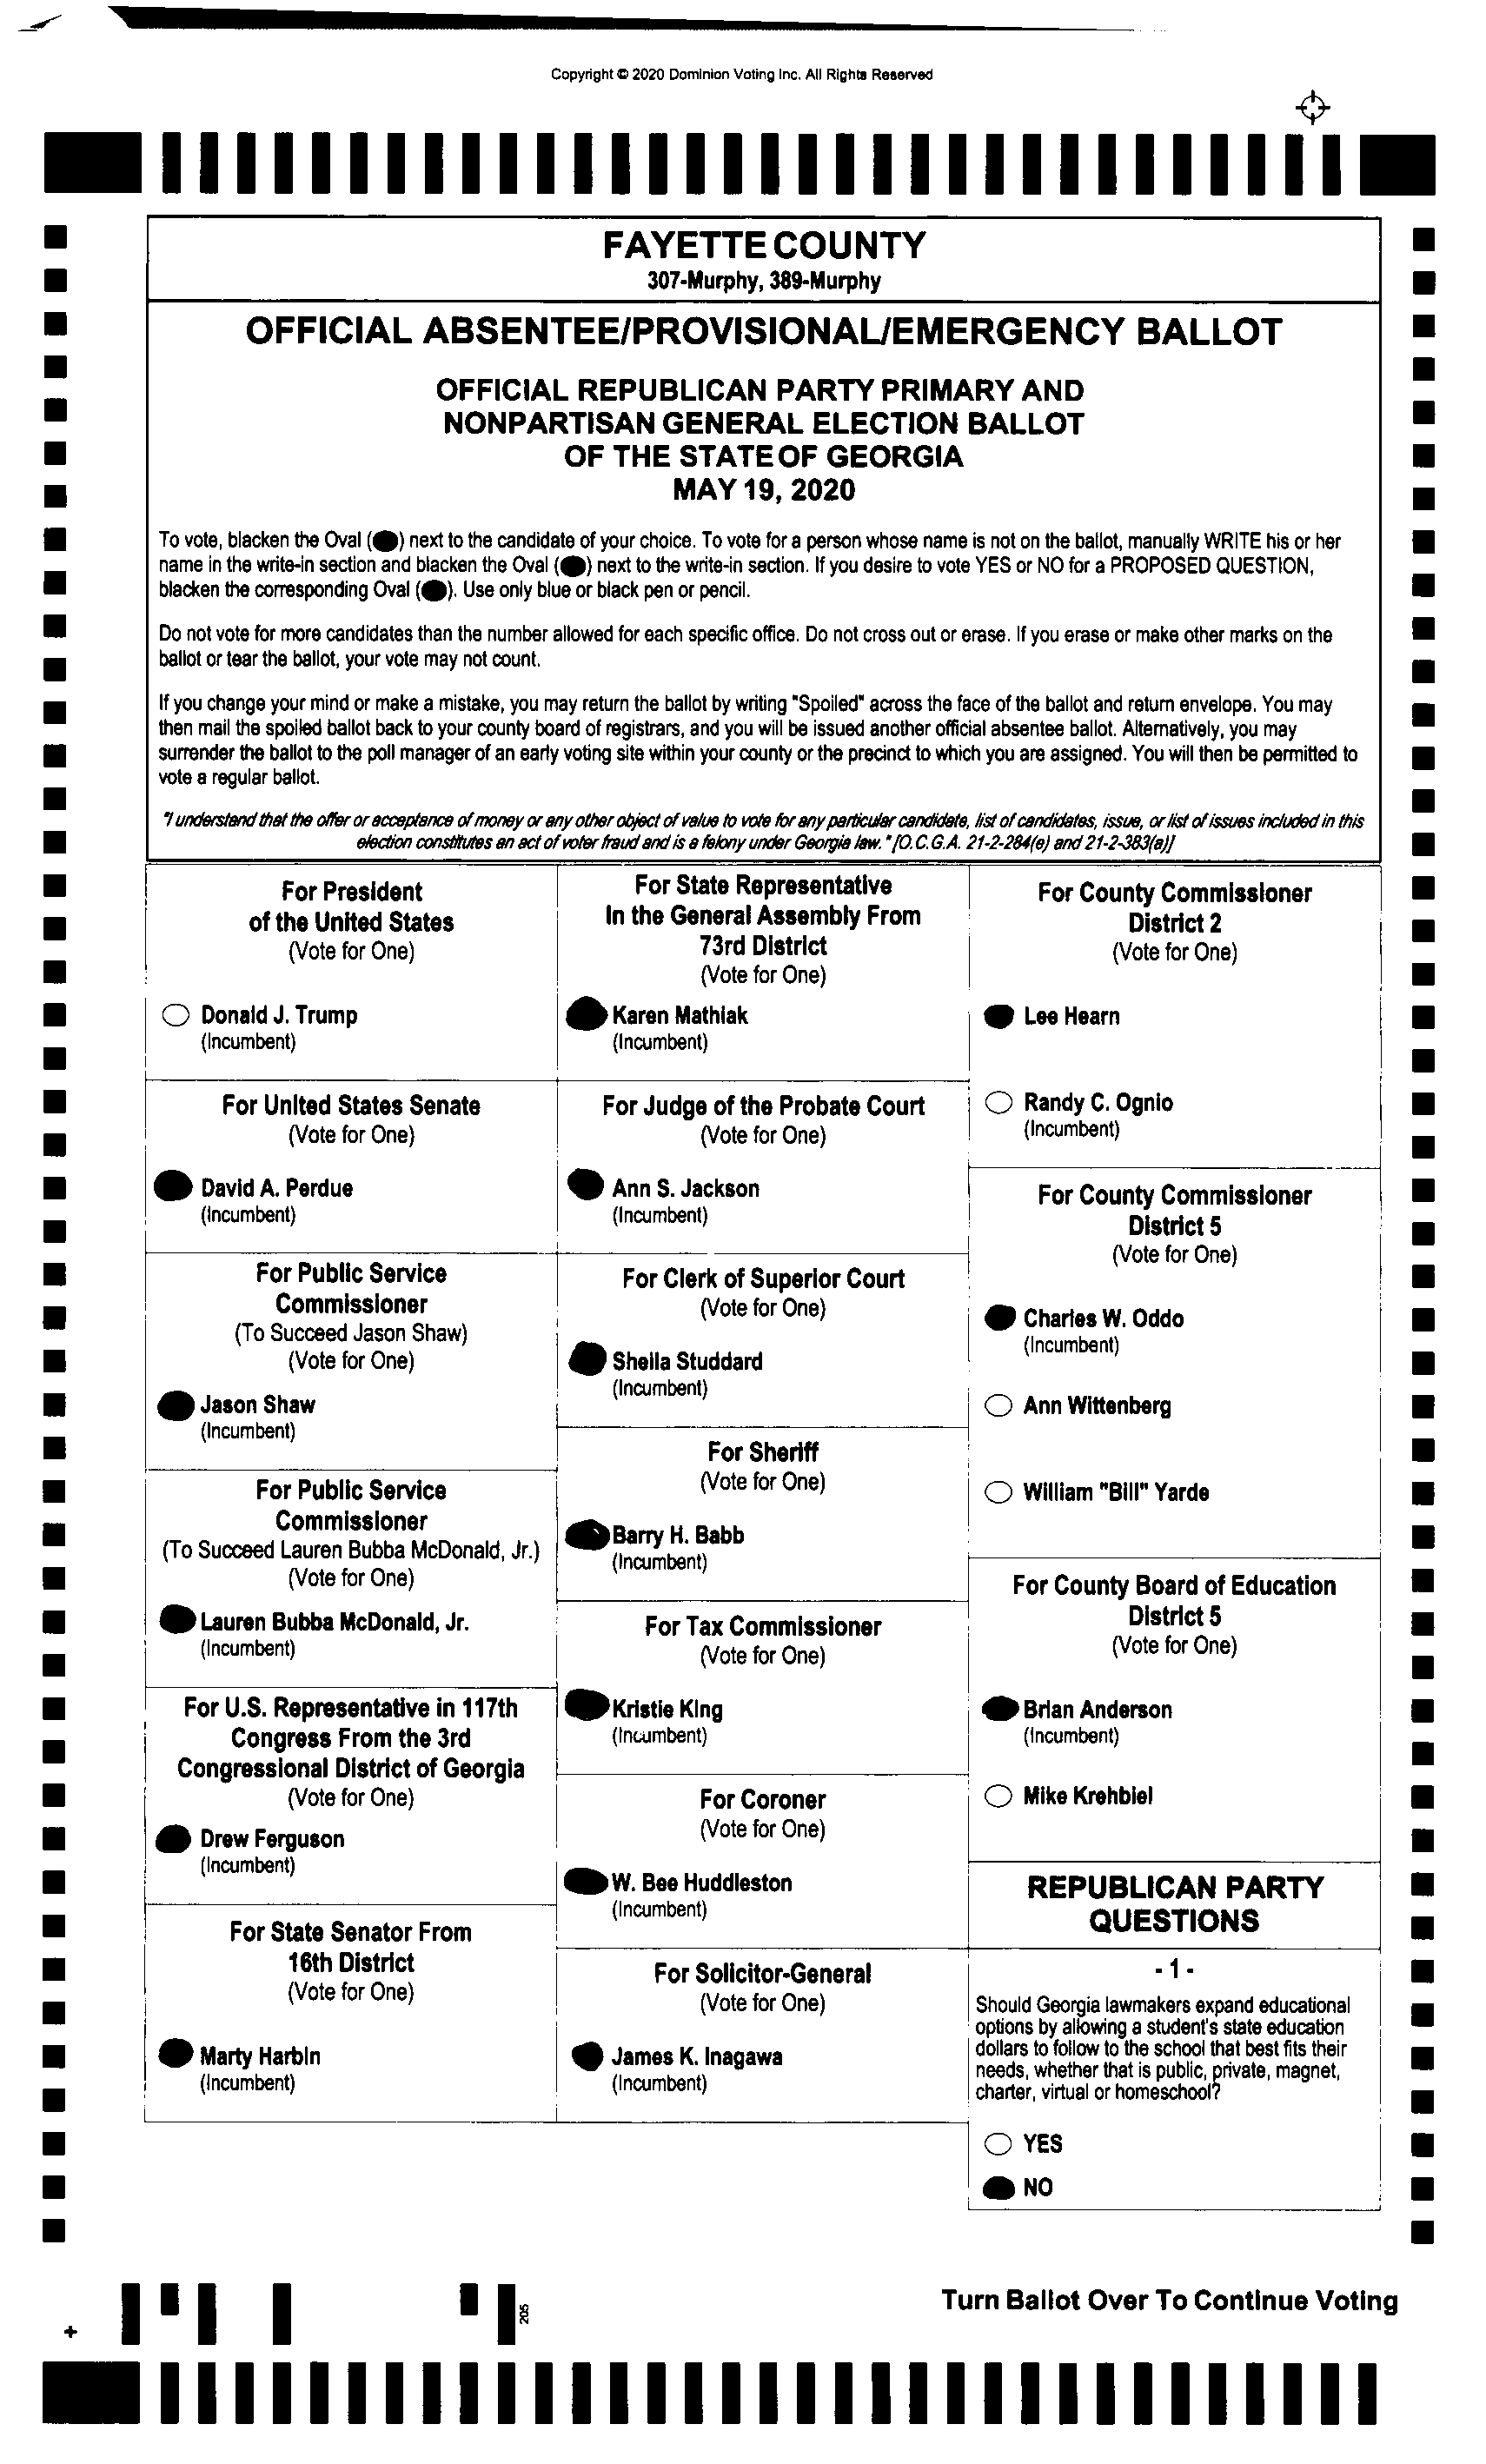 Copyright © 2020 Dominion Voting Inc. All Rights Reserved
FAYETTE COUNTY
307-Murphy, 389-Murphy
OFFICIAL ABSENTEE/PROVISIONAL/EMERGENCY BALLOT
OFFICIAL REPUBLICAN PARTY PRIMARY AND
NONPARTISAN GENERAL ELECTION BALLOT
OF THE STATE OF GEORGIA
MAY 19, 2020
To vote, blacken the Oval ( ) next to the candidate of your choice. To vote for a person whose name is not on the ballot, manually WRITE his or her
name in the write-in section and blacken the Oval ( ) next to the write-in section. If you desire to vote YES or NO for a PROPOSED QUESTION,
blacken the corresponding Oval ( ). Use only blue or black pen or pencil.
Do not vote for more candidates than the number allowed for each specific office. Do not cross out or erase. If you erase or make other marks on the
ballot or tear the ballot, your vote may not count.
If you change your mind or make a mistake, you may return the ballot by writing "Spoiled" across the face of the ballot and return envelope. You may
then mail the spoiled ballot back to your county board of registrars, and you will be issued another official absentee ballot. Alternatively, you may
surrender the ballot to the poll manager of an early voting site within your county or the precinct to which you are assigned. You will then be permitted to
vote a regular ballot.
"I understand that the offer or acceptance of money or any other object of value to vote for any particular candidate, list of candidates, issue, or list of issues included in this
election constitutes an act of voter fraud and is a felony under Georgia law." [O.C.G.A. 21-2-284(e) and 21-2-383(a)]
For President
of the United States
(Vote for One)
Donald J. Trump
(Incumbent)
For United States Senate
(Vote for One)
David A. Perdue
(Incumbent)
For Public Service
Commissioner
(To Succeed Jason Shaw)
(Vote for One)
Jason Shaw
(Incumbent)
For Public Service
Commissioner
(To Succeed Lauren Bubba McDonald, Jr.)
(Vote for One)
Lauren Bubba McDonald, Jr.
(Incumbent)
For U.S. Representative in 117th
Congress From the 3rd
Congressional District of Georgia
(Vote for One)
Drew Ferguson
(Incumbent)
For State Senator From
16th District
(Vote for One)
Marty Harbin
(Incumbent)
For State Representative
In the General Assembly From
73rd District
(Vote for One)
Karen Mathiak
(Incumbent)
For Judge of the Probate Court
(Vote for One)
Ann S. Jackson
(Incumbent)
For Clerk of Superior Court
(Vote for One)
Sheila Studdard
(Incumbent)
For Sheriff
(Vote for One)
Barry H. Babb
(Incumbent)
For Tax Commissioner
(Vote for One)
Kristie King
(Incumbent)
For Coroner
(Vote for One)
W. Bee Huddleston
(Incumbent)
For Solicitor-General
(Vote for One)
James K. Inagawa
(Incumbent)
For County Commissioner
District 2
(Vote for One)
Lee Hearn
Randy C. Ognio
(Incumbent)
For County Commissioner
District 5
(Vote for One)
Charles W. Oddo
(Incumbent)
Ann Wittenberg
William "Bill" Yarde
For County Board of Education
District 5
(Vote for One)
Brian Anderson
(Incumbent)
Mike Krehbiel
REPUBLICAN PARTY
QUESTIONS
- 1 -
Should Georgia lawmakers expand educational
options by allowing a student's state education
dollars to follow to the school that best fits their
needs, whether that is public, private, magnet,
charter, virtual or homeschool?
YES
NO
Turn Ballot Over To Continue Voting
205
+